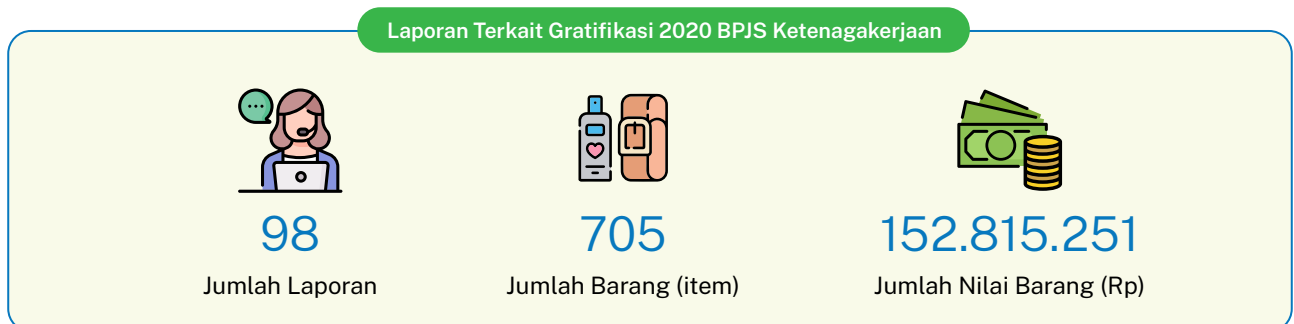 Laporan Terkait Gratifikasi 2020 BPJS Ketenagakerjaan
98
Jumlah Laporan
705
Jumlah Barang (item)
152.815.251
Jumlah Nilai Barang (Rp)